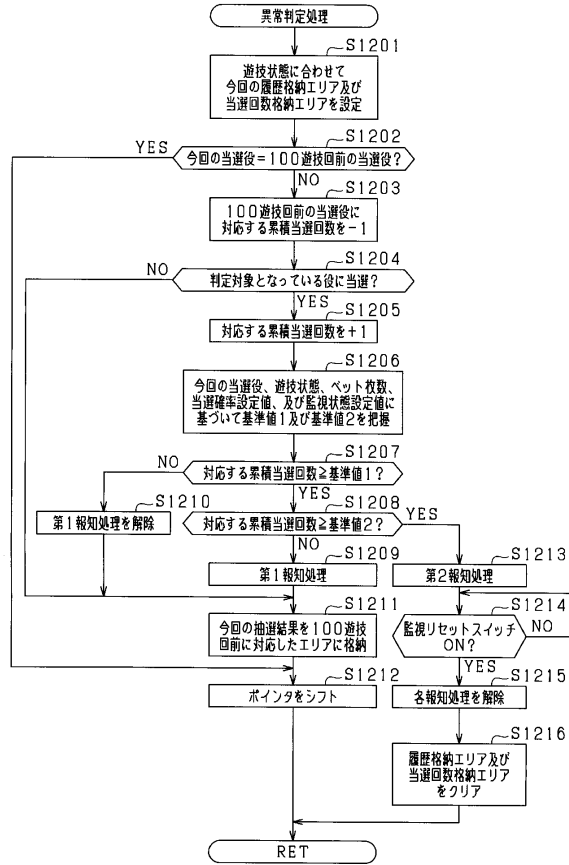 異常判定処理
S1201
遊技状態に合わせて
今回の履歴格納エリア及び
当選回数格納エリアを設定
S1202
YES
今回の当選役=100遊技回前の当選役?
NO
S1203
100遊技回前の当選役に
対応する累積当選回数を-1
S1204
NO
判定対象となっている役に当選?
YES
S1205
対応する累積当選回数を+1
S1206
今回の当選役、遊技状態、ベット枚数、
当選確率設定値、及び監視状態設定値に
基づいて基準値1及び基準値2を把握
S1207
NO
対応する累積当選回数≧基準値1?
YES
S1210
第1報知処理を解除
S1208
対応する累積当選回数≧基準値2?
YES
NO
S1209
第1報知処理
S1213
第2報知処理
S1211
今回の抽選結果を100遊技
回前に対応したエリアに格納
S1214
監視リセットスイッチ
ON?
NO
YES
S1212
ポインタをシフト
S1215
各報知処理を解除
S1216
履歴格納エリア及び
当選回数格納エリア
をクリア
RET